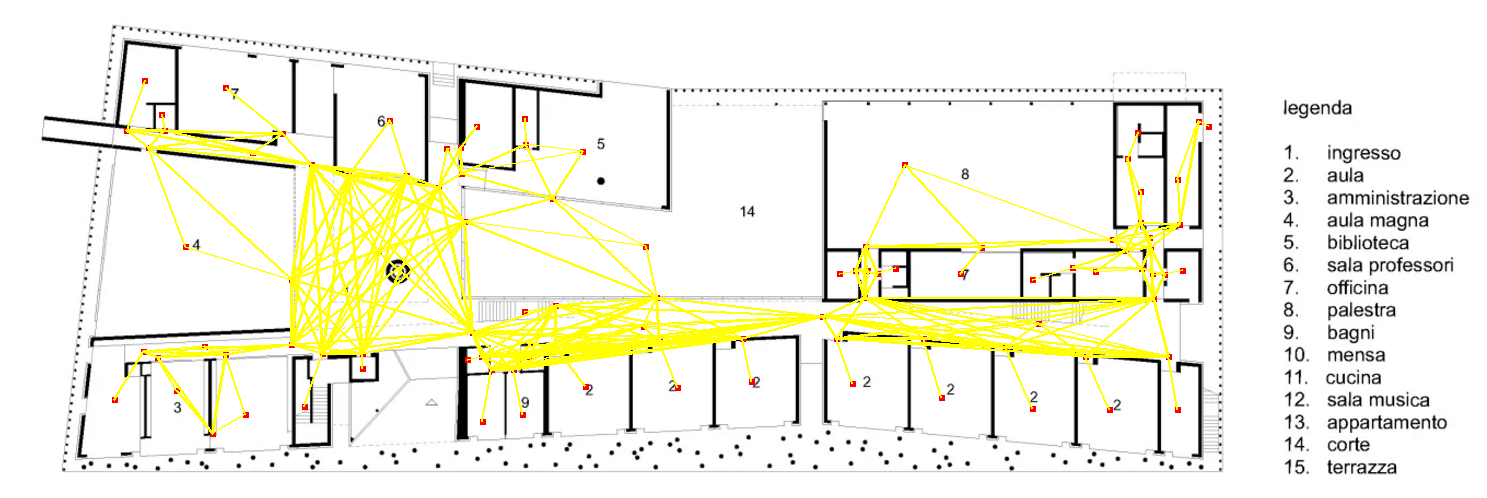 7
6
5
8
14
4
7
3
9
2
2
2
2
2
2
2
legenda
1. ingresso
2. aula
3. amministrazione
4. aula magna
5. biblioteca
6. sala professori
7. officina
8. palestra
9. bagni
10. mensa
11. cucina
12. sala musica
13. appartamento
14. corte
15. terrazza